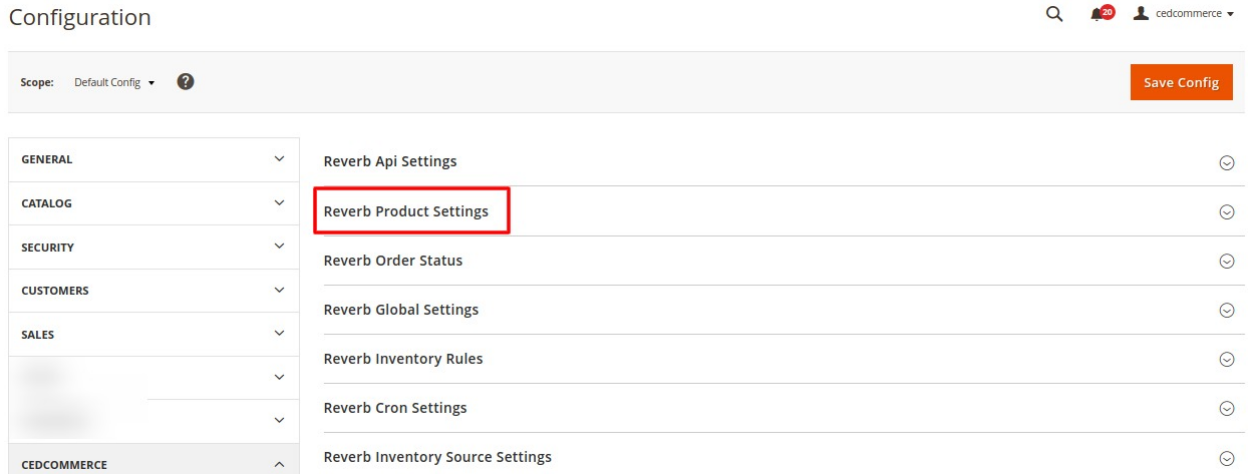 Configuration
20
cedcommerce
Scope: Default Config ?
Save Config
GENERAL
CATALOG
SECURITY
CUSTOMERS
SALES
CEDCOMMERCE
Reverb Api Settings
Reverb Product Settings
Reverb Order Status
Reverb Global Settings
Reverb Inventory Rules
Reverb Cron Settings
Reverb Inventory Source Settings